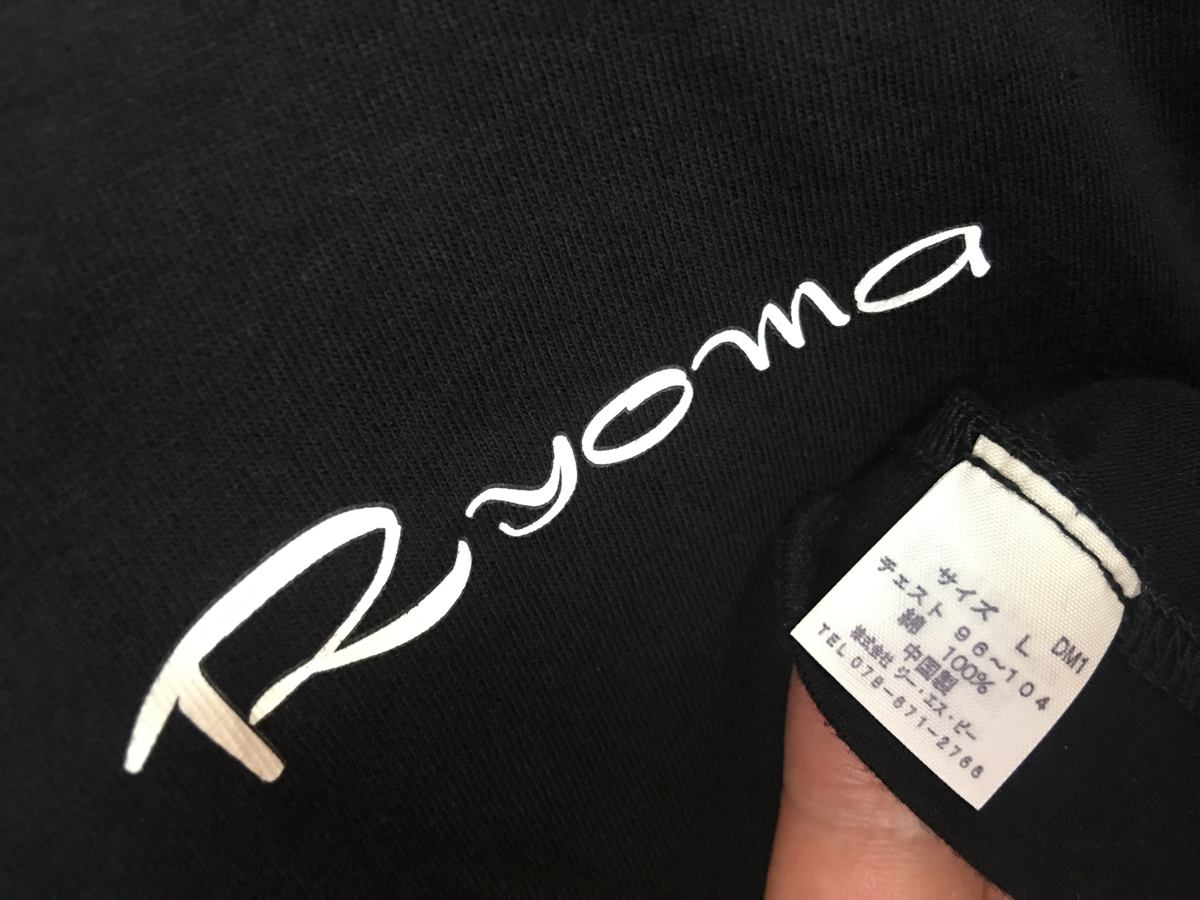 Ryoma
サイズ L DM1
チェスト 96~104
綿 100%
中国製
株式会社 ジー・エス・ピー
TEL 078-671-2766